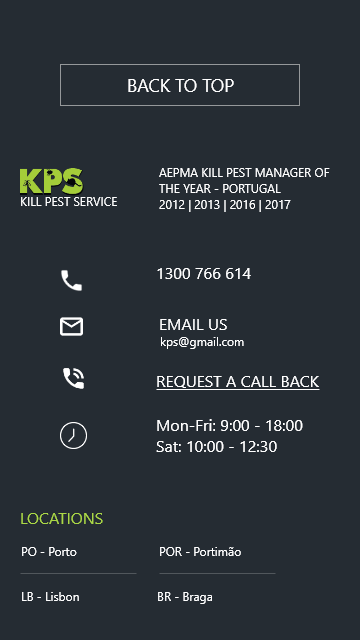 BACK TO TOP
KPS
KILL PEST SERVICE
AEPMA KILL PEST MANAGER OF
THE YEAR - PORTUGAL
2012 | 2013 | 2016 | 2017
1300 766 614
EMAIL US
kps@gmail.com
REQUEST A CALL BACK
Mon-Fri: 9:00 - 18:00
Sat: 10:00 - 12:30
LOCATIONS
PO - Porto
POR - Portimão
LB - Lisbon
BR - Braga